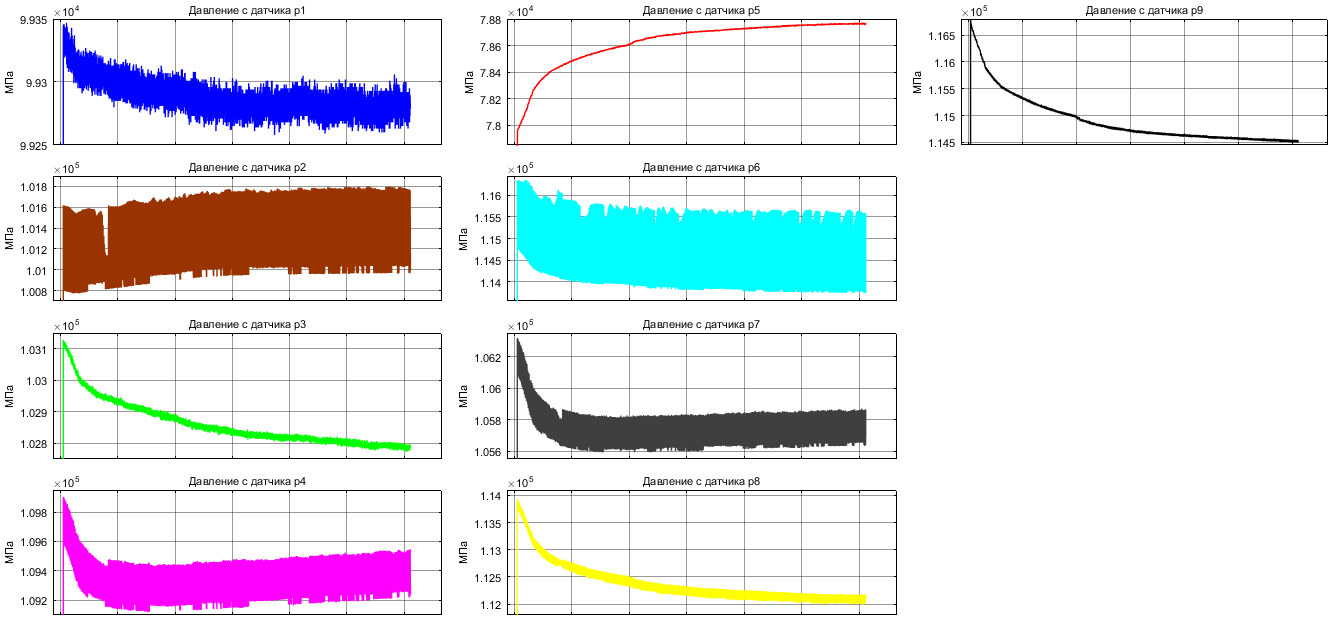 Давление с датчика p1
×10⁴
МПа
9.935
9.93
9.925
Давление с датчика p5
×10⁴
МПа
7.88
7.86
7.84
7.82
7.8
Давление с датчика p9
×10⁵
МПа
1.165
1.16
1.155
1.15
1.145
Давление с датчика p2
×10⁵
МПа
1.018
1.016
1.014
1.012
1.01
1.008
Давление с датчика p6
×10⁵
МПа
1.16
1.155
1.15
1.145
1.14
Давление с датчика p3
×10⁵
МПа
1.031
1.03
1.029
1.028
Давление с датчика p7
×10⁵
МПа
1.062
1.06
1.058
1.056
Давление с датчика p4
×10⁵
МПа
1.098
1.096
1.094
1.092
Давление с датчика p8
×10⁵
МПа
1.14
1.135
1.13
1.125
1.12